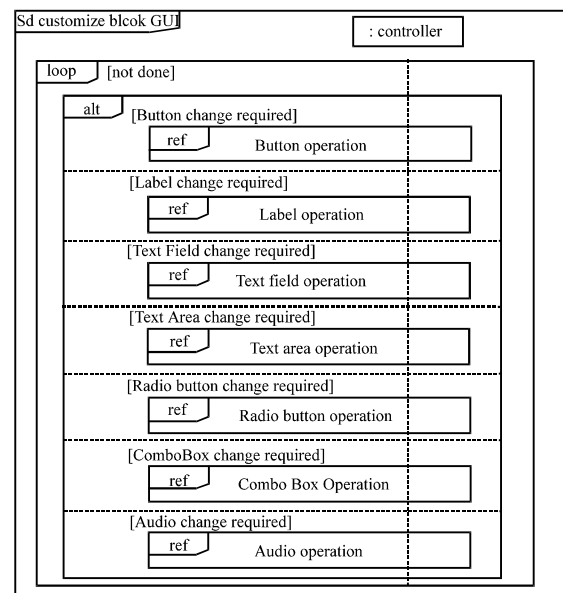 Sd customize blcok GUI
: controller
loop [not done]
alt
[Button change required]
ref
Button operation
[Label change required]
ref
Label operation
[Text Field change required]
ref
Text field operation
[Text Area change required]
ref
Text area operation
[Radio button change required]
ref
Radio button operation
[ComboBox change required]
ref
Combo Box Operation
[Audio change required]
ref
Audio operation